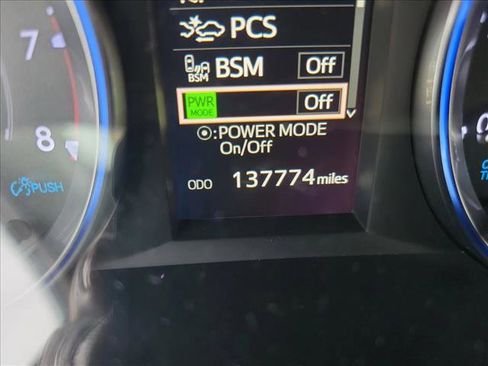 PCS
BSM BSM Off
PWR MODE Off
:POWER MODE
On/Off
ODO 137774 miles
7
8
PUSH